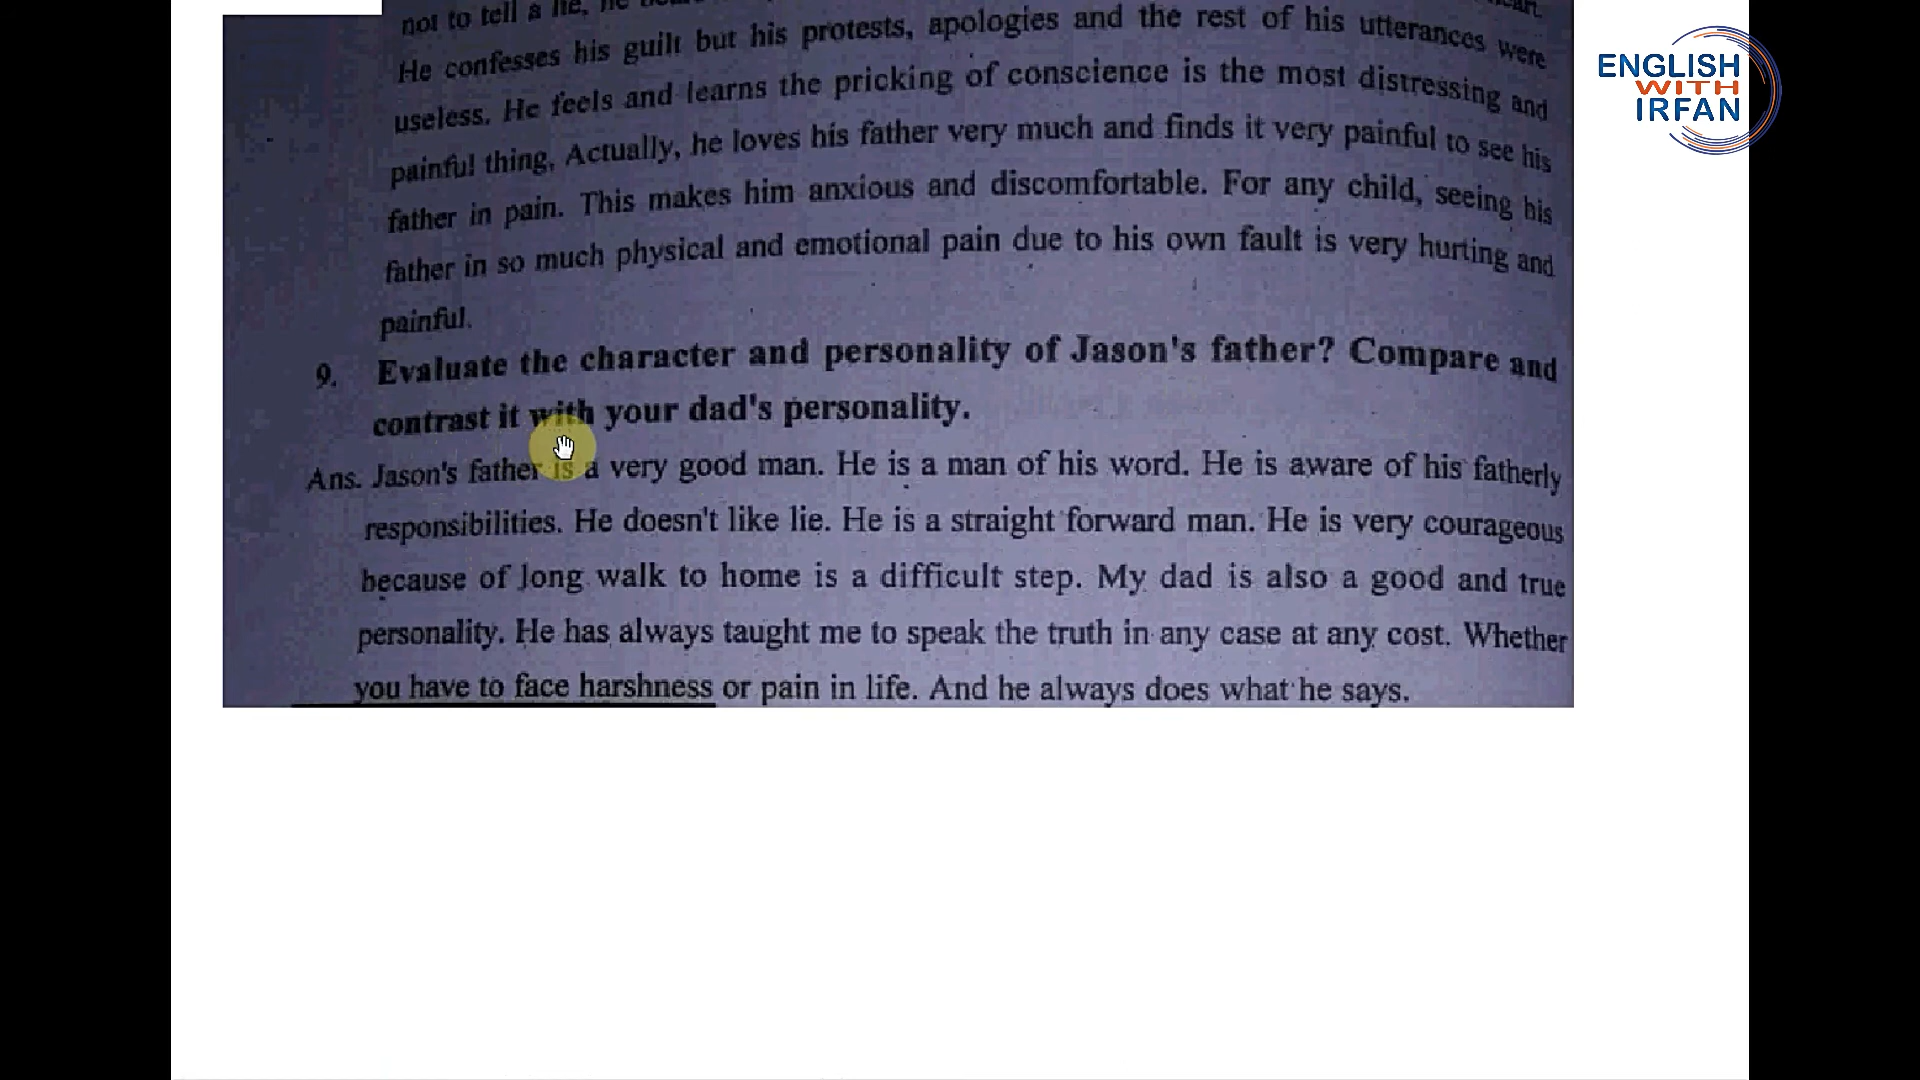 not to tell a lie, he
He confesses his guilt but his protests, apologies and the rest of his utterances were
useless. He feels and learns the pricking of conscience is the most distressing and
painful thing. Actually, he loves his father very much and finds it very painful to see his
father in pain. This makes him anxious and discomfortable. For any child, seeing his
father in so much physical and emotional pain due to his own fault is very hurting and
painful.
9. Evaluate the character and personality of Jason's father? Compare and
contrast it with your dad's personality.
Ans. Jason's father is a very good man. He is a man of his word. He is aware of his fatherly
responsibilities. He doesn't like lie. He is a straight forward man. He is very courageous
because of long walk to home is a difficult step. My dad is also a good and true
personality. He has always taught me to speak the truth in any case at any cost. Whether
you have to face harshness or pain in life. And he always does what he says.
ENGLISH
WITH
IRFAN